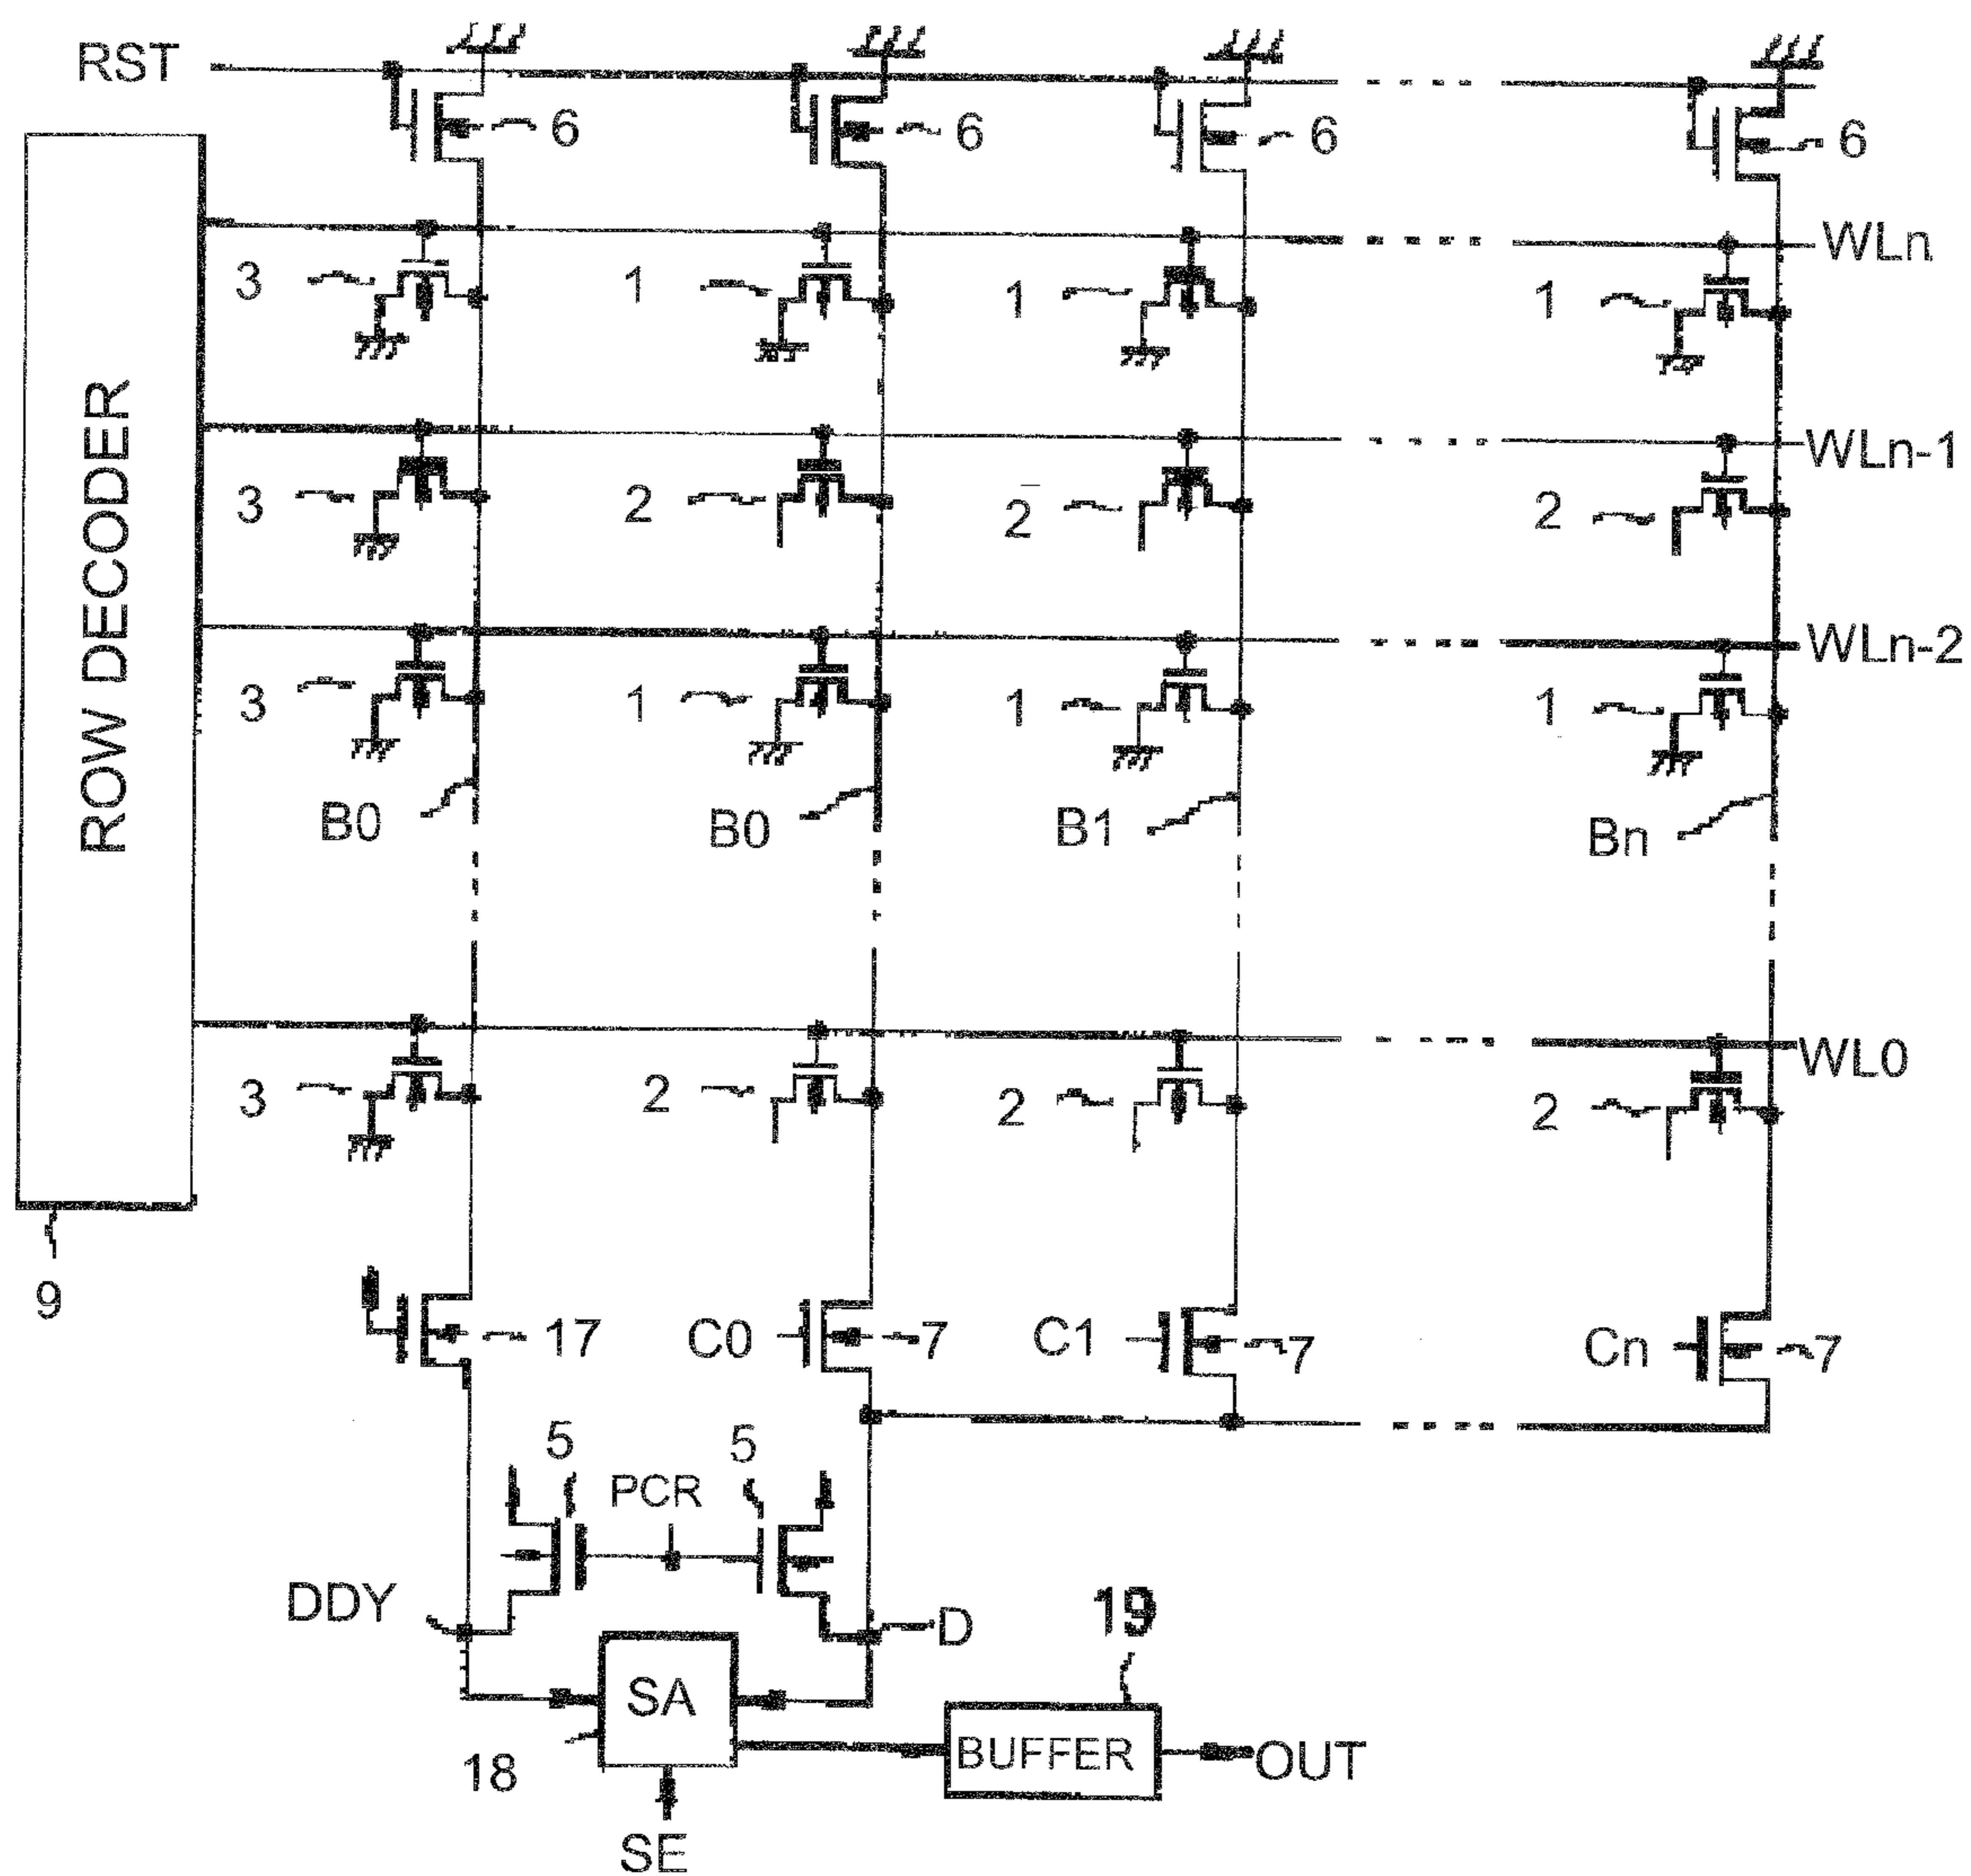 RST
6 6 6 6
3 1 1 1 WLn
3 2 2 2 WLn-1
3 1 1 1 WLn-2
ROW DECODER
B0 B0 B1 Bn
3 2 2 2 WL0
9
17 C0 7 C1 7 Cn 7
5 PCR 5
DDY D 19
SA
18 BUFFER OUT
SE